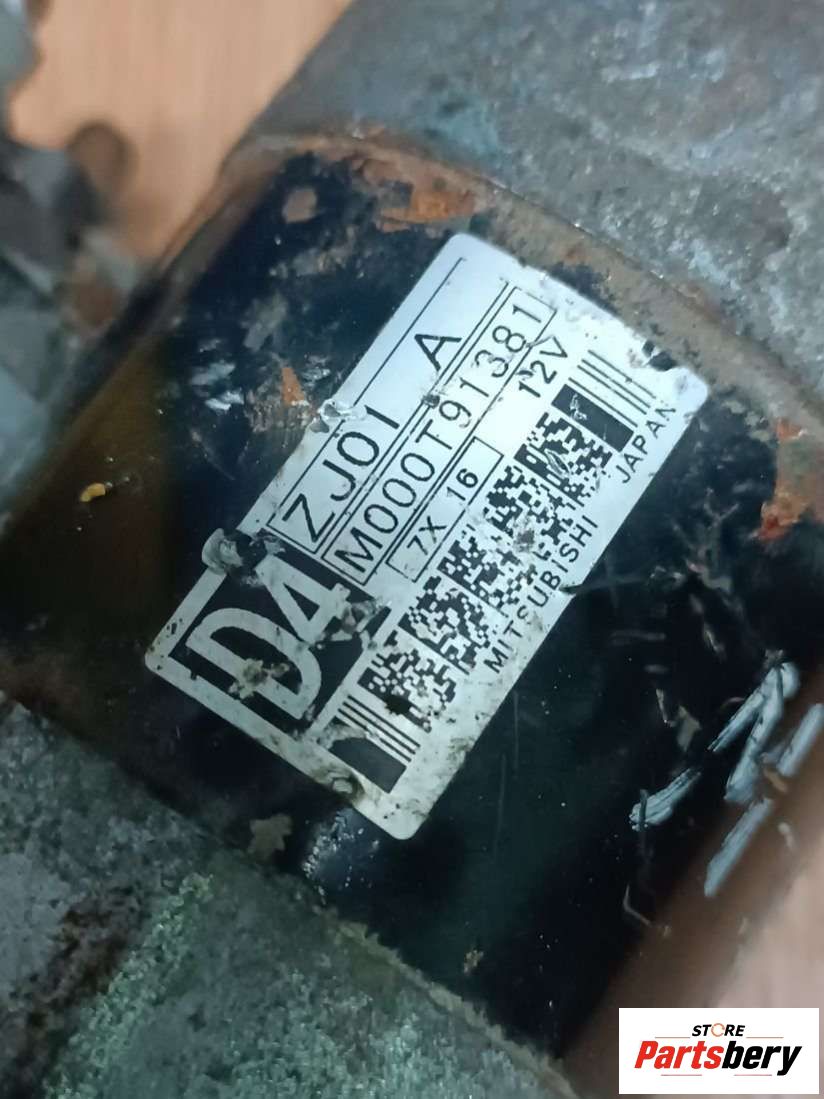 ZJ01 A
M000T91381
D4
7X 16
12V
MITSUBISHI JAPAN
STORE
Partsbery